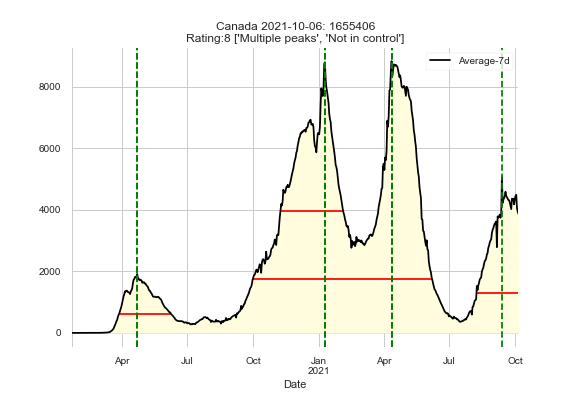 Canada 2021-10-06: 1655406
Rating:8 ['Multiple peaks', 'Not in control']
Average-7d
8000
6000
4000
2000
0
Apr Jul Oct Jan Apr Jul Oct
2021
Date